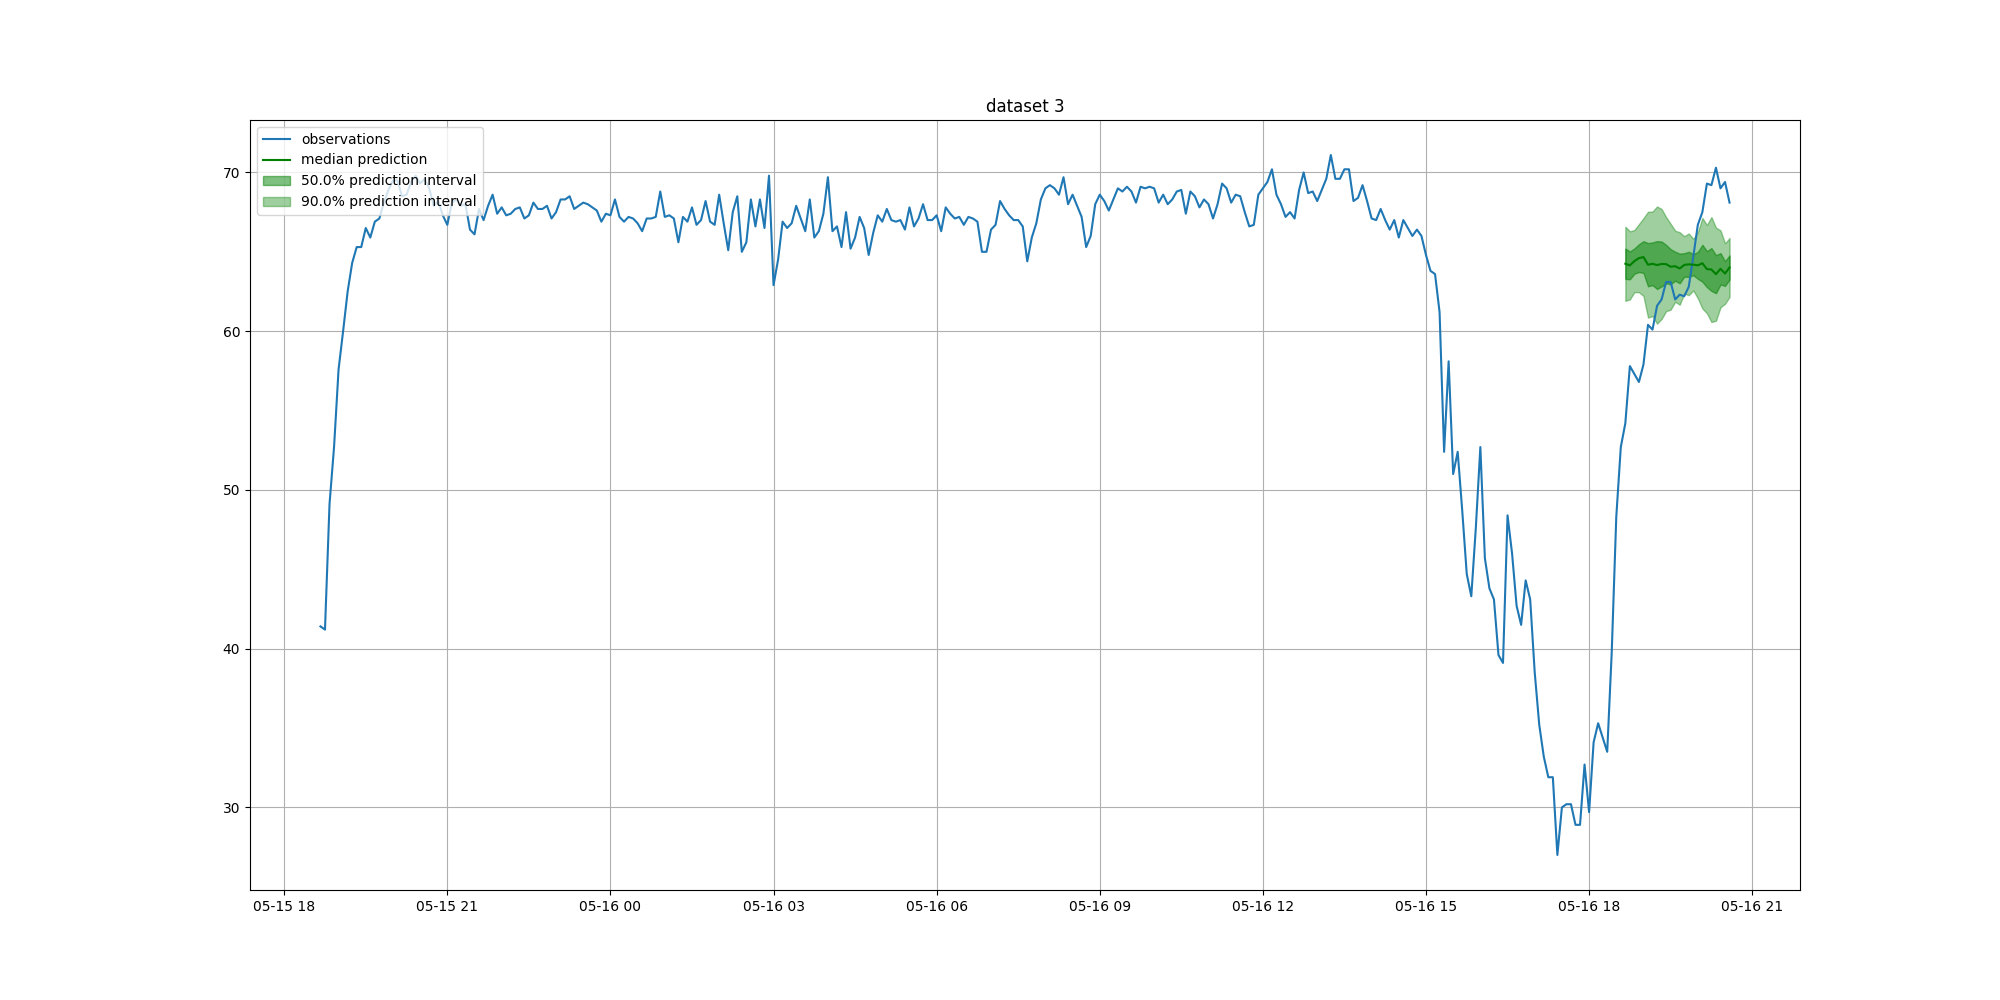 dataset 3
observations
median prediction
50.0% prediction interval
90.0% prediction interval
70
60
50
40
30
05-15 18 05-15 21 05-16 00 05-16 03 05-16 06 05-16 09 05-16 12 05-16 15 05-16 18 05-16 21